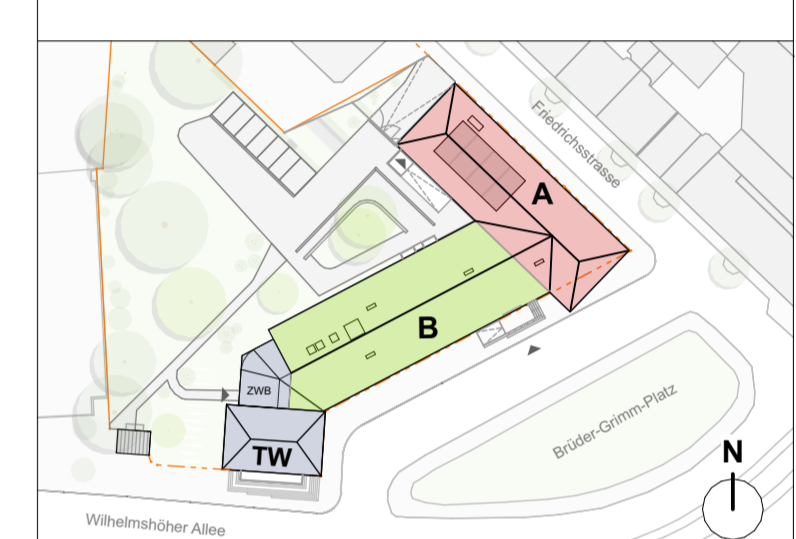 Friedrichsstrasse
A
B
ZWB
TW
Brüder-Grimm-Platz
N
Wilhelmshöher Allee